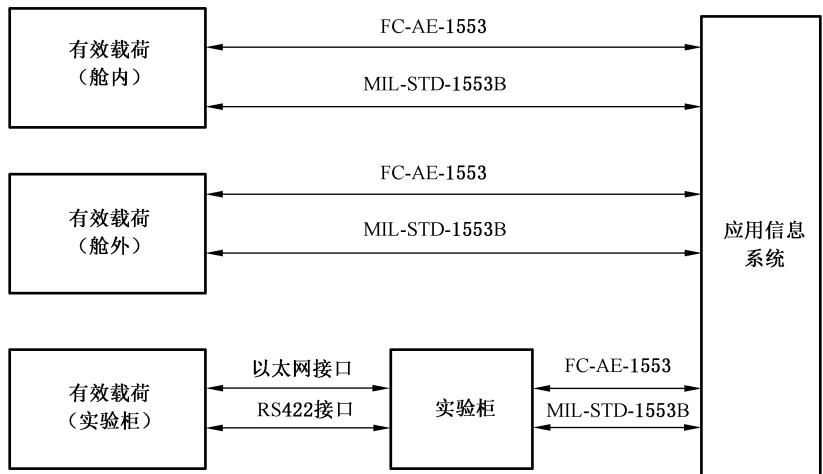 有效载荷
（舱内）
FC-AE-1553
MIL-STD-1553B
有效载荷
（舱外）
FC-AE-1553
MIL-STD-1553B
应用信息
系统
有效载荷
（实验柜）
以太网接口
RS422接口
实验柜
FC-AE-1553
MIL-STD-1553B